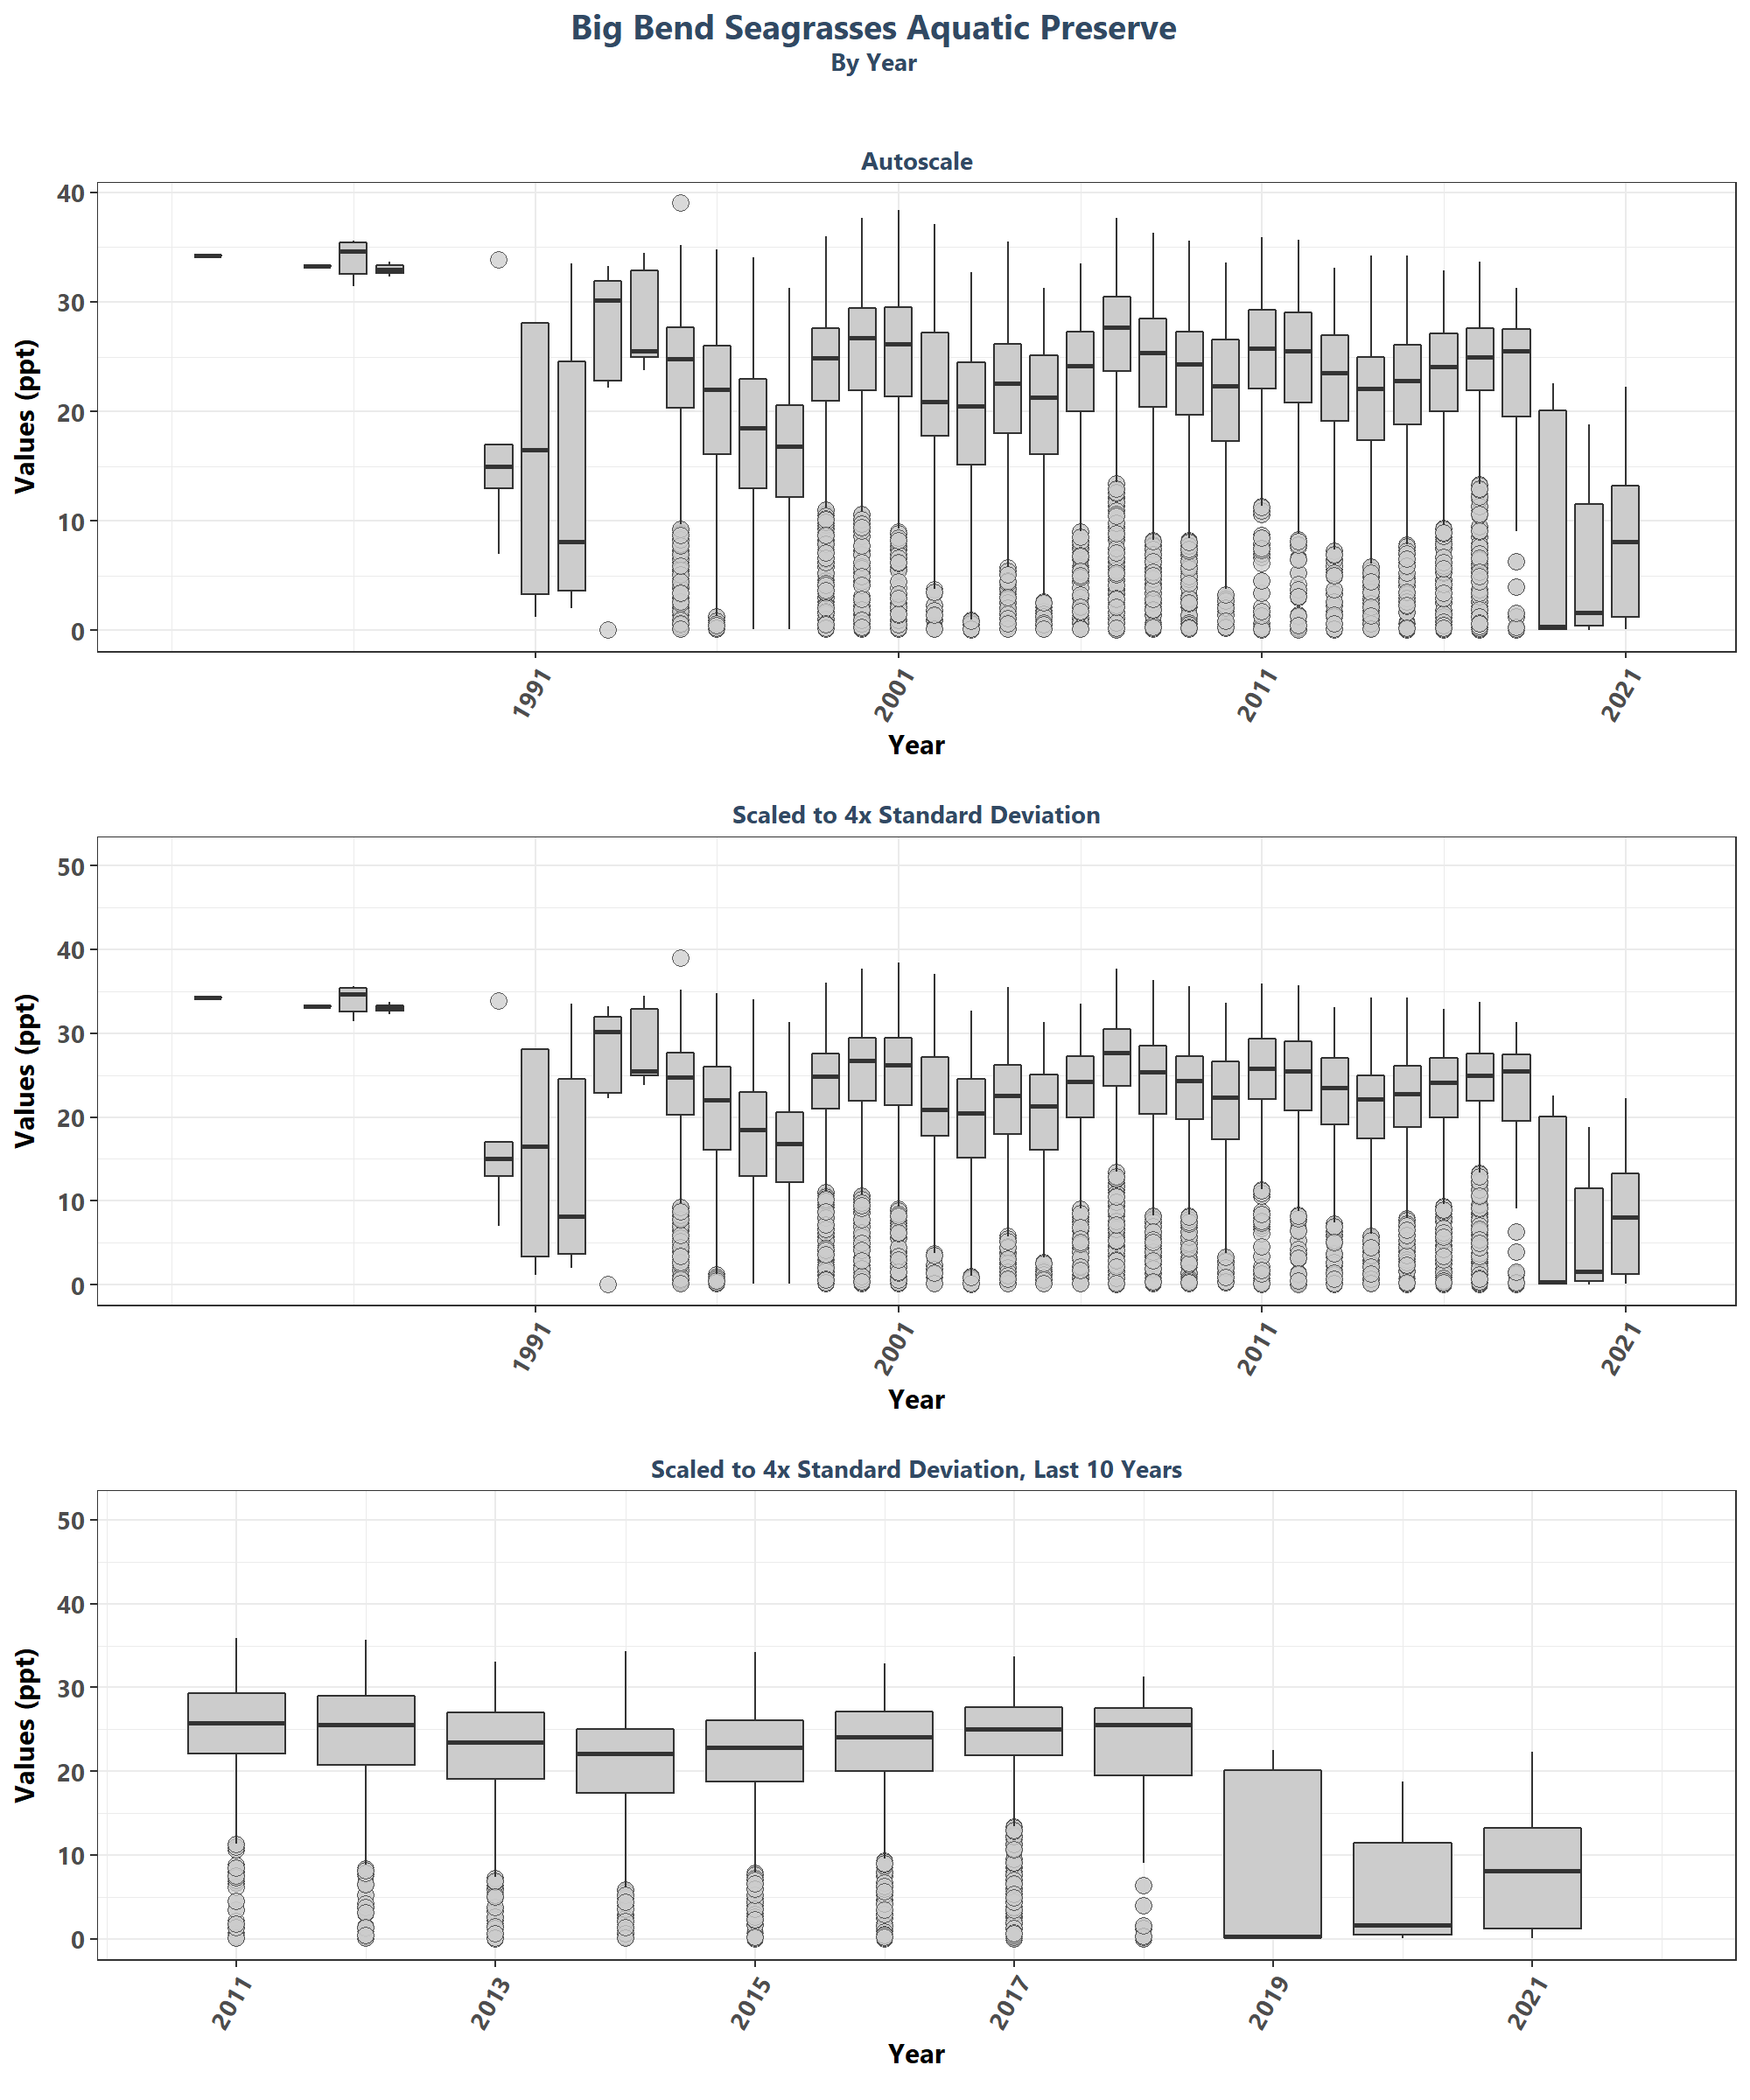 Big Bend Seagrasses Aquatic Preserve
By Year
Autoscale
Values (ppt)
40
30
20
10
0
1991
2001
2011
2021
Year
Scaled to 4x Standard Deviation
Values (ppt)
50
40
30
20
10
0
1991
2001
2011
2021
Year
Scaled to 4x Standard Deviation, Last 10 Years
Values (ppt)
50
40
30
20
10
0
2011
2013
2015
2017
2019
2021
Year